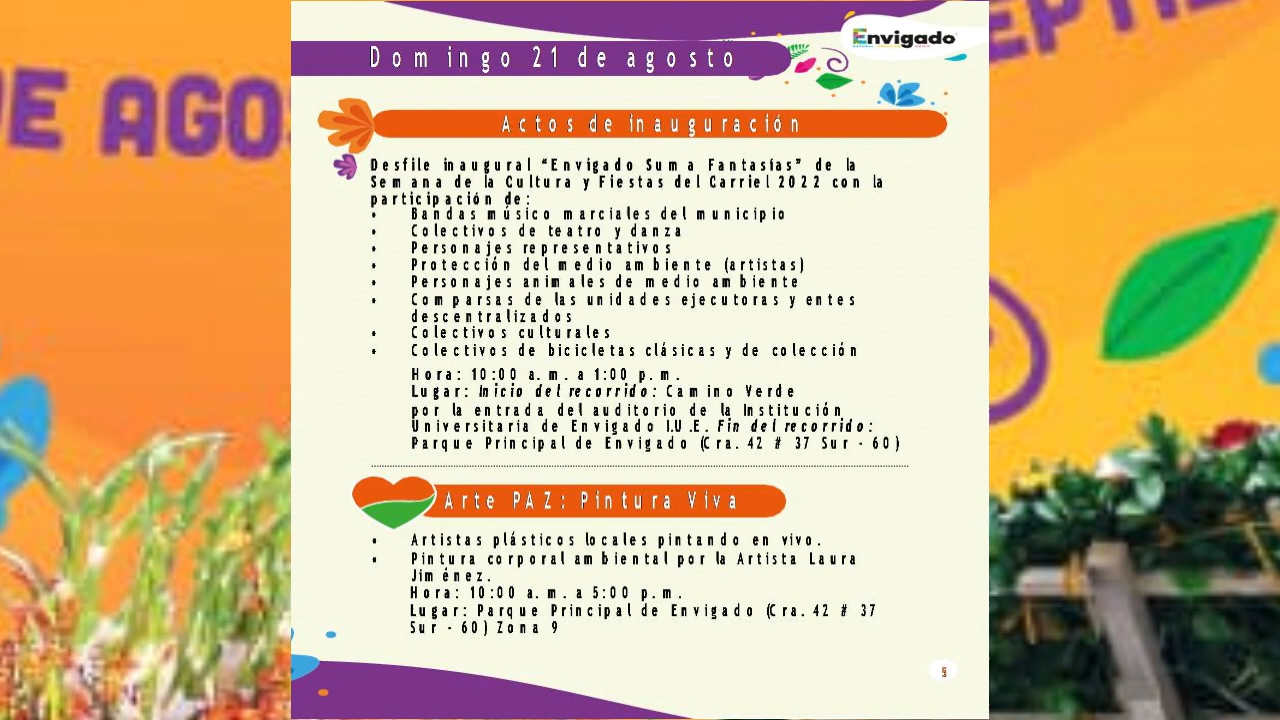 Envigado
Domingo 21 de agosto
Actos de inauguración
Desfile inaugural “Envigado Suma Fantasías” de la
Semana de la Cultura y Fiestas del Carriel 2022 con la
participación de:
• Bandas músico marciales del municipio
• Colectivos de teatro y danza
• Personajes representativos
• Protección del medio ambiente (artistas)
• Personajes animales de medio ambiente
• Comparsas de las unidades ejecutoras y entes
descentralizados
• Colectivos culturales
• Colectivos de bicicletas clásicas y de colección
Hora: 10:00 a.m. a 1:00 p.m.
Lugar: Inicio del recorrido: Camino Verde
por la entrada del auditorio de la Institución
Universitaria de Envigado I.U.E. Fin del recorrido:
Parque Principal de Envigado (Cra. 42 # 37 Sur - 60)
Arte PAZ: Pintura Viva
• Artistas plásticos locales pintando en vivo.
• Pintura corporal ambiental por la Artista Laura
Jiménez.
Hora: 10:00 a.m. a 5:00 p.m.
Lugar: Parque Principal de Envigado (Cra. 42 # 37
Sur - 60) Zona 9
5
E AGOS
EPTIE